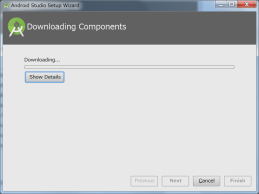 Android Studio Setup Wizard
Downloading Components
Downloading...
Show Details
Previous
Next
Cancel
Finish